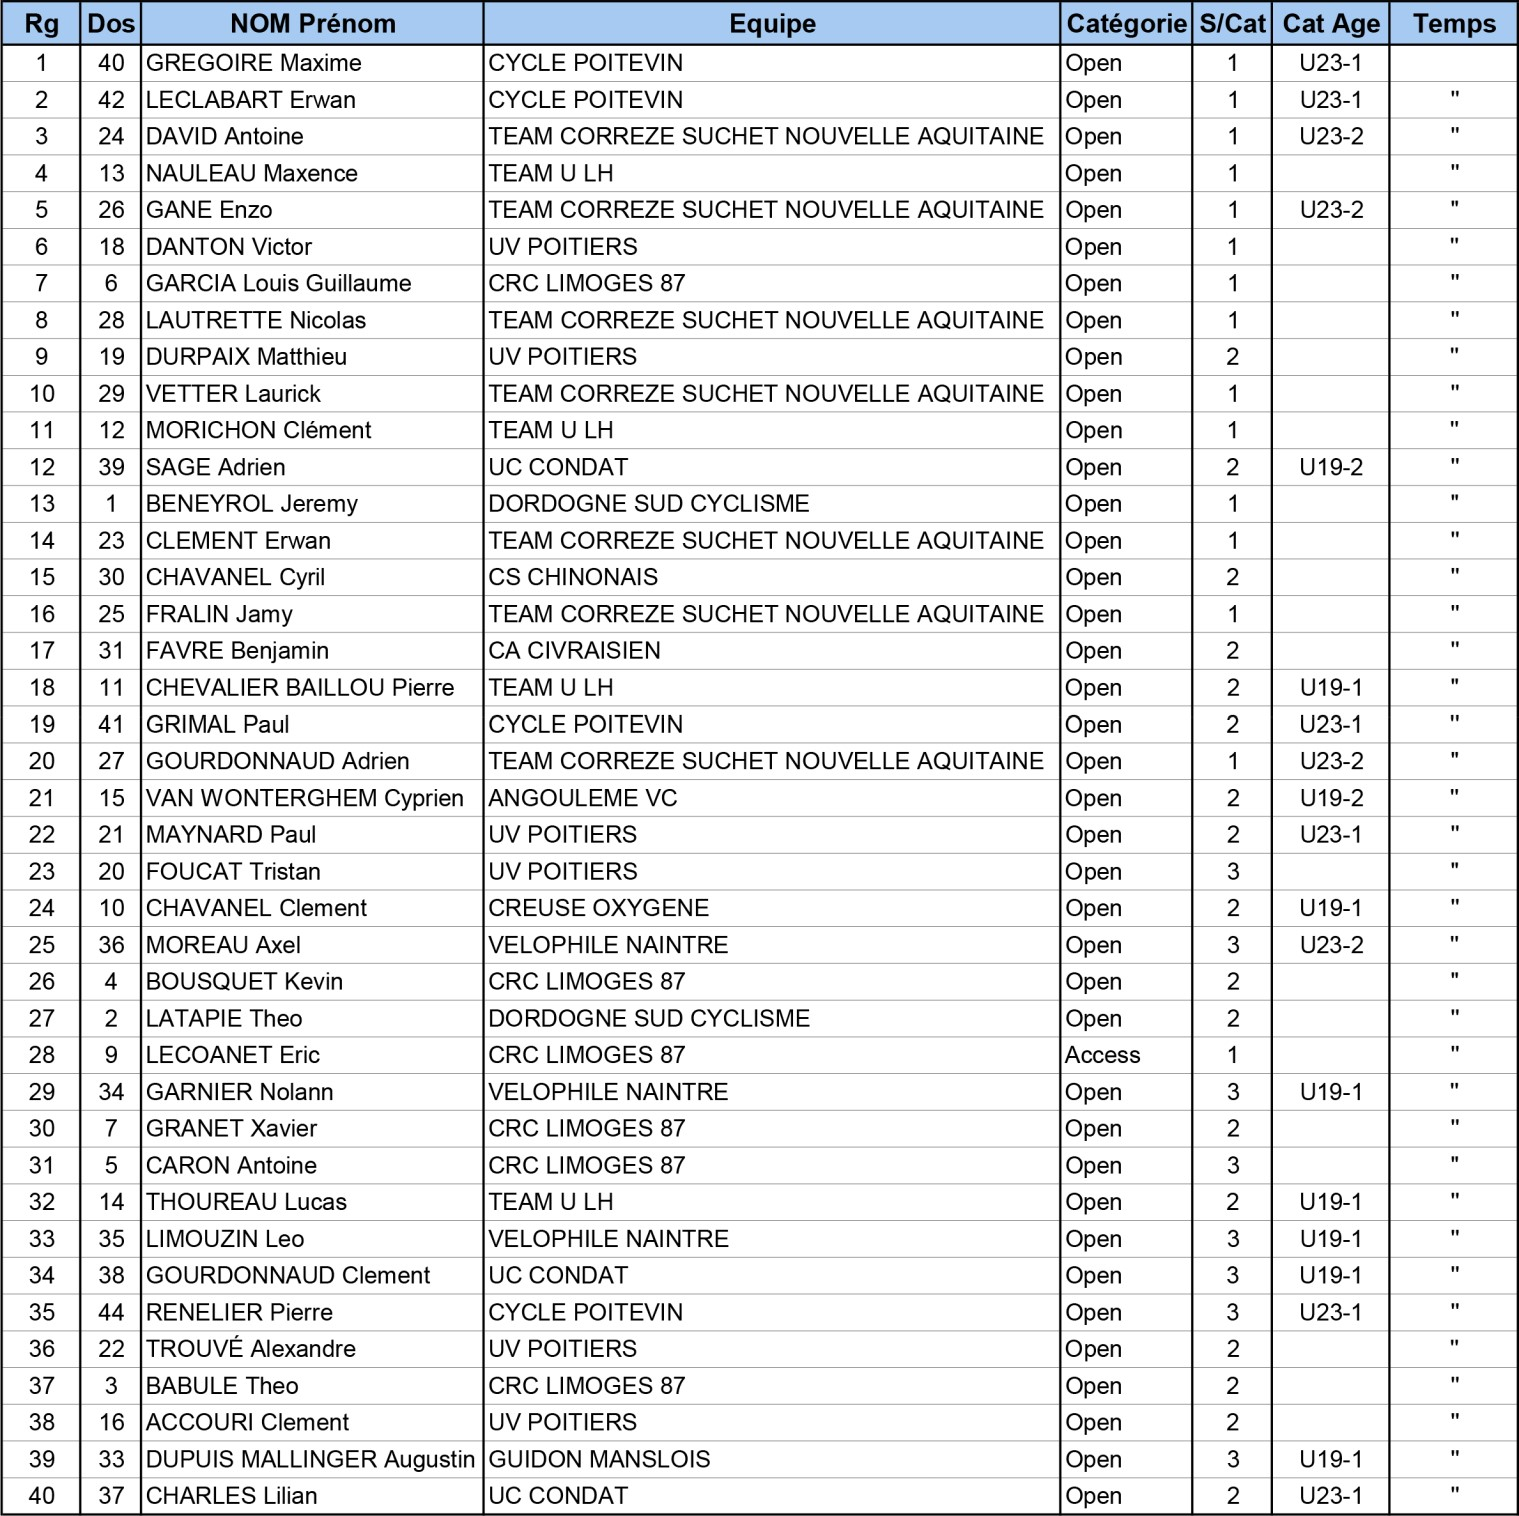 Rg Dos NOM Prénom Equipe Catégorie S/Cat Cat Age Temps
1 40 GREGOIRE Maxime CYCLE POITEVIN Open 1 U23-1
2 42 LECLABART Erwan CYCLE POITEVIN Open 1 U23-1 "
3 24 DAVID Antoine TEAM CORREZE SUCHET NOUVELLE AQUITAINE Open 1 U23-2 "
4 13 NAULEAU Maxence TEAM U LH Open 1 "
5 26 GANE Enzo TEAM CORREZE SUCHET NOUVELLE AQUITAINE Open 1 U23-2 "
6 18 DANTON Victor UV POITIERS Open 1 "
7 6 GARCIA Louis Guillaume CRC LIMOGES 87 Open 1 "
8 28 LAUTRETTE Nicolas TEAM CORREZE SUCHET NOUVELLE AQUITAINE Open 1 "
9 19 DURPAIX Matthieu UV POITIERS Open 2 "
10 29 VETTER Laurick TEAM CORREZE SUCHET NOUVELLE AQUITAINE Open 1 "
11 12 MORICHON Clément TEAM U LH Open 1 "
12 39 SAGE Adrien UC CONDAT Open 2 U19-2 "
13 1 BENEYROL Jeremy DORDOGNE SUD CYCLISME Open 1 "
14 23 CLEMENT Erwan TEAM CORREZE SUCHET NOUVELLE AQUITAINE Open 1 "
15 30 CHAVANEL Cyril CS CHINONAIS Open 2 "
16 25 FRALIN Jamy TEAM CORREZE SUCHET NOUVELLE AQUITAINE Open 1 "
17 31 FAVRE Benjamin CA CIVRAISIEN Open 2 "
18 11 CHEVALIER BAILLOU Pierre TEAM U LH Open 2 U19-1 "
19 41 GRIMAL Paul CYCLE POITEVIN Open 2 U23-1 "
20 27 GOURDONNAUD Adrien TEAM CORREZE SUCHET NOUVELLE AQUITAINE Open 1 U23-2 "
21 15 VAN WONTERGHEM Cyprien ANGOULEME VC Open 2 U19-2 "
22 21 MAYNARD Paul UV POITIERS Open 2 U23-1 "
23 20 FOUCAT Tristan UV POITIERS Open 3 "
24 10 CHAVANEL Clement CREUSE OXYGENE Open 2 U19-1 "
25 36 MOREAU Axel VELOPHILE NAINTRE Open 3 U23-2 "
26 4 BOUSQUET Kevin CRC LIMOGES 87 Open 2 "
27 2 LATAPIE Theo DORDOGNE SUD CYCLISME Open 2 "
28 9 LECOANET Eric CRC LIMOGES 87 Access 1 "
29 34 GARNIER Nolann VELOPHILE NAINTRE Open 3 U19-1 "
30 7 GRANET Xavier CRC LIMOGES 87 Open 2 "
31 5 CARON Antoine CRC LIMOGES 87 Open 3 "
32 14 THOUREAU Lucas TEAM U LH Open 2 U19-1 "
33 35 LIMOUZIN Leo VELOPHILE NAINTRE Open 3 U19-1 "
34 38 GOURDONNAUD Clement UC CONDAT Open 3 U19-1 "
35 44 RENELIER Pierre CYCLE POITEVIN Open 3 U23-1 "
36 22 TROUVÉ Alexandre UV POITIERS Open 2 "
37 3 BABULE Theo CRC LIMOGES 87 Open 2 "
38 16 ACCOURI Clement UV POITIERS Open 2 "
39 33 DUPUIS MALLINGER Augustin GUIDON MANSLOIS Open 3 U19-1 "
40 37 CHARLES Lilian UC CONDAT Open 2 U23-1 "